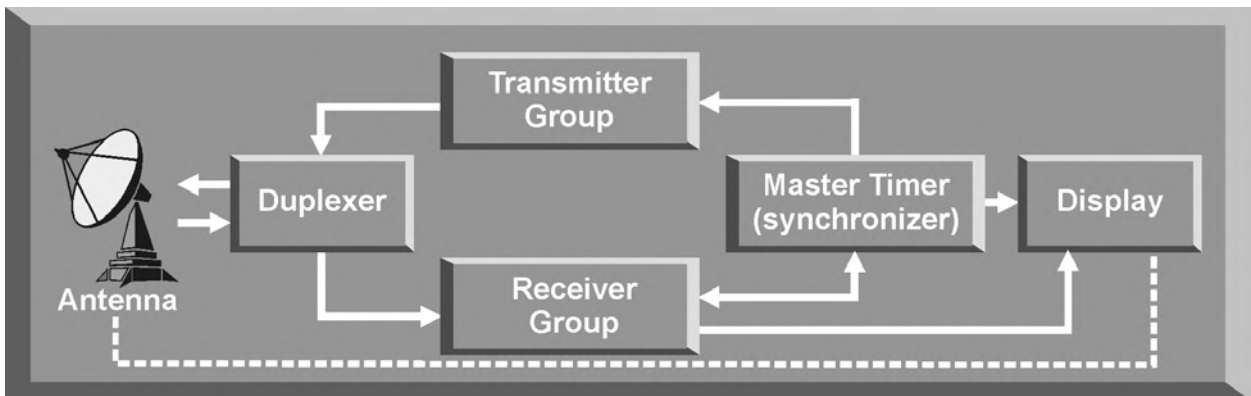 Transmitter
Group
Duplexer
Master Timer
(synchronizer)
Display
Antenna
Receiver
Group